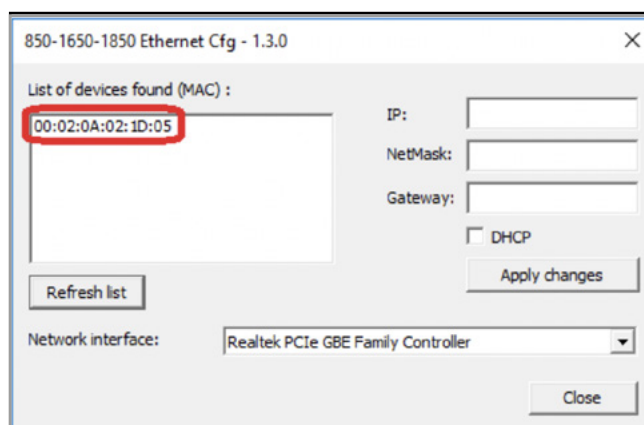 850-1650-1850 Ethernet Cfg - 1.3.0
List of devices found (MAC) :
00:02:0A:02:1D:05
IP:
NetMask:
Gateway:
DHCP
Apply changes
Refresh list
Network interface:
Realtek PCIe GBE Family Controller
Close